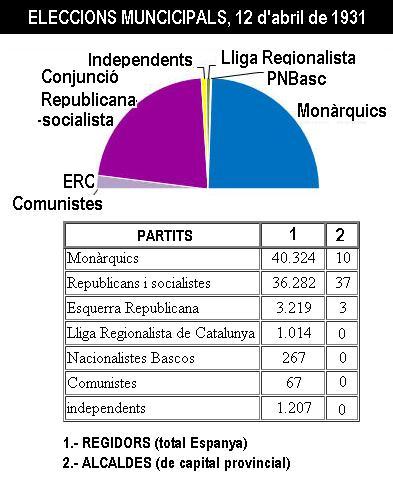 ELECCIONS MUNCICIPALS, 12 d'abril de 1931
Independents
Lliga Regionalista
PNBasc
Conjunció
Republicana
-socialista
Monàrquics
ERC
Comunistes
PARTITS 1 2
Monàrquics 40.324 10
Republicans i socialistes 36.282 37
Esquerra Republicana 3.219 3
Lliga Regionalista de Catalunya 1.014 0
Nacionalistes Bascos 267 0
Comunistes 67 0
independents 1.207 0
1.- REGIDORS (total Espanya)
2.- ALCALDES (de capital provincial)